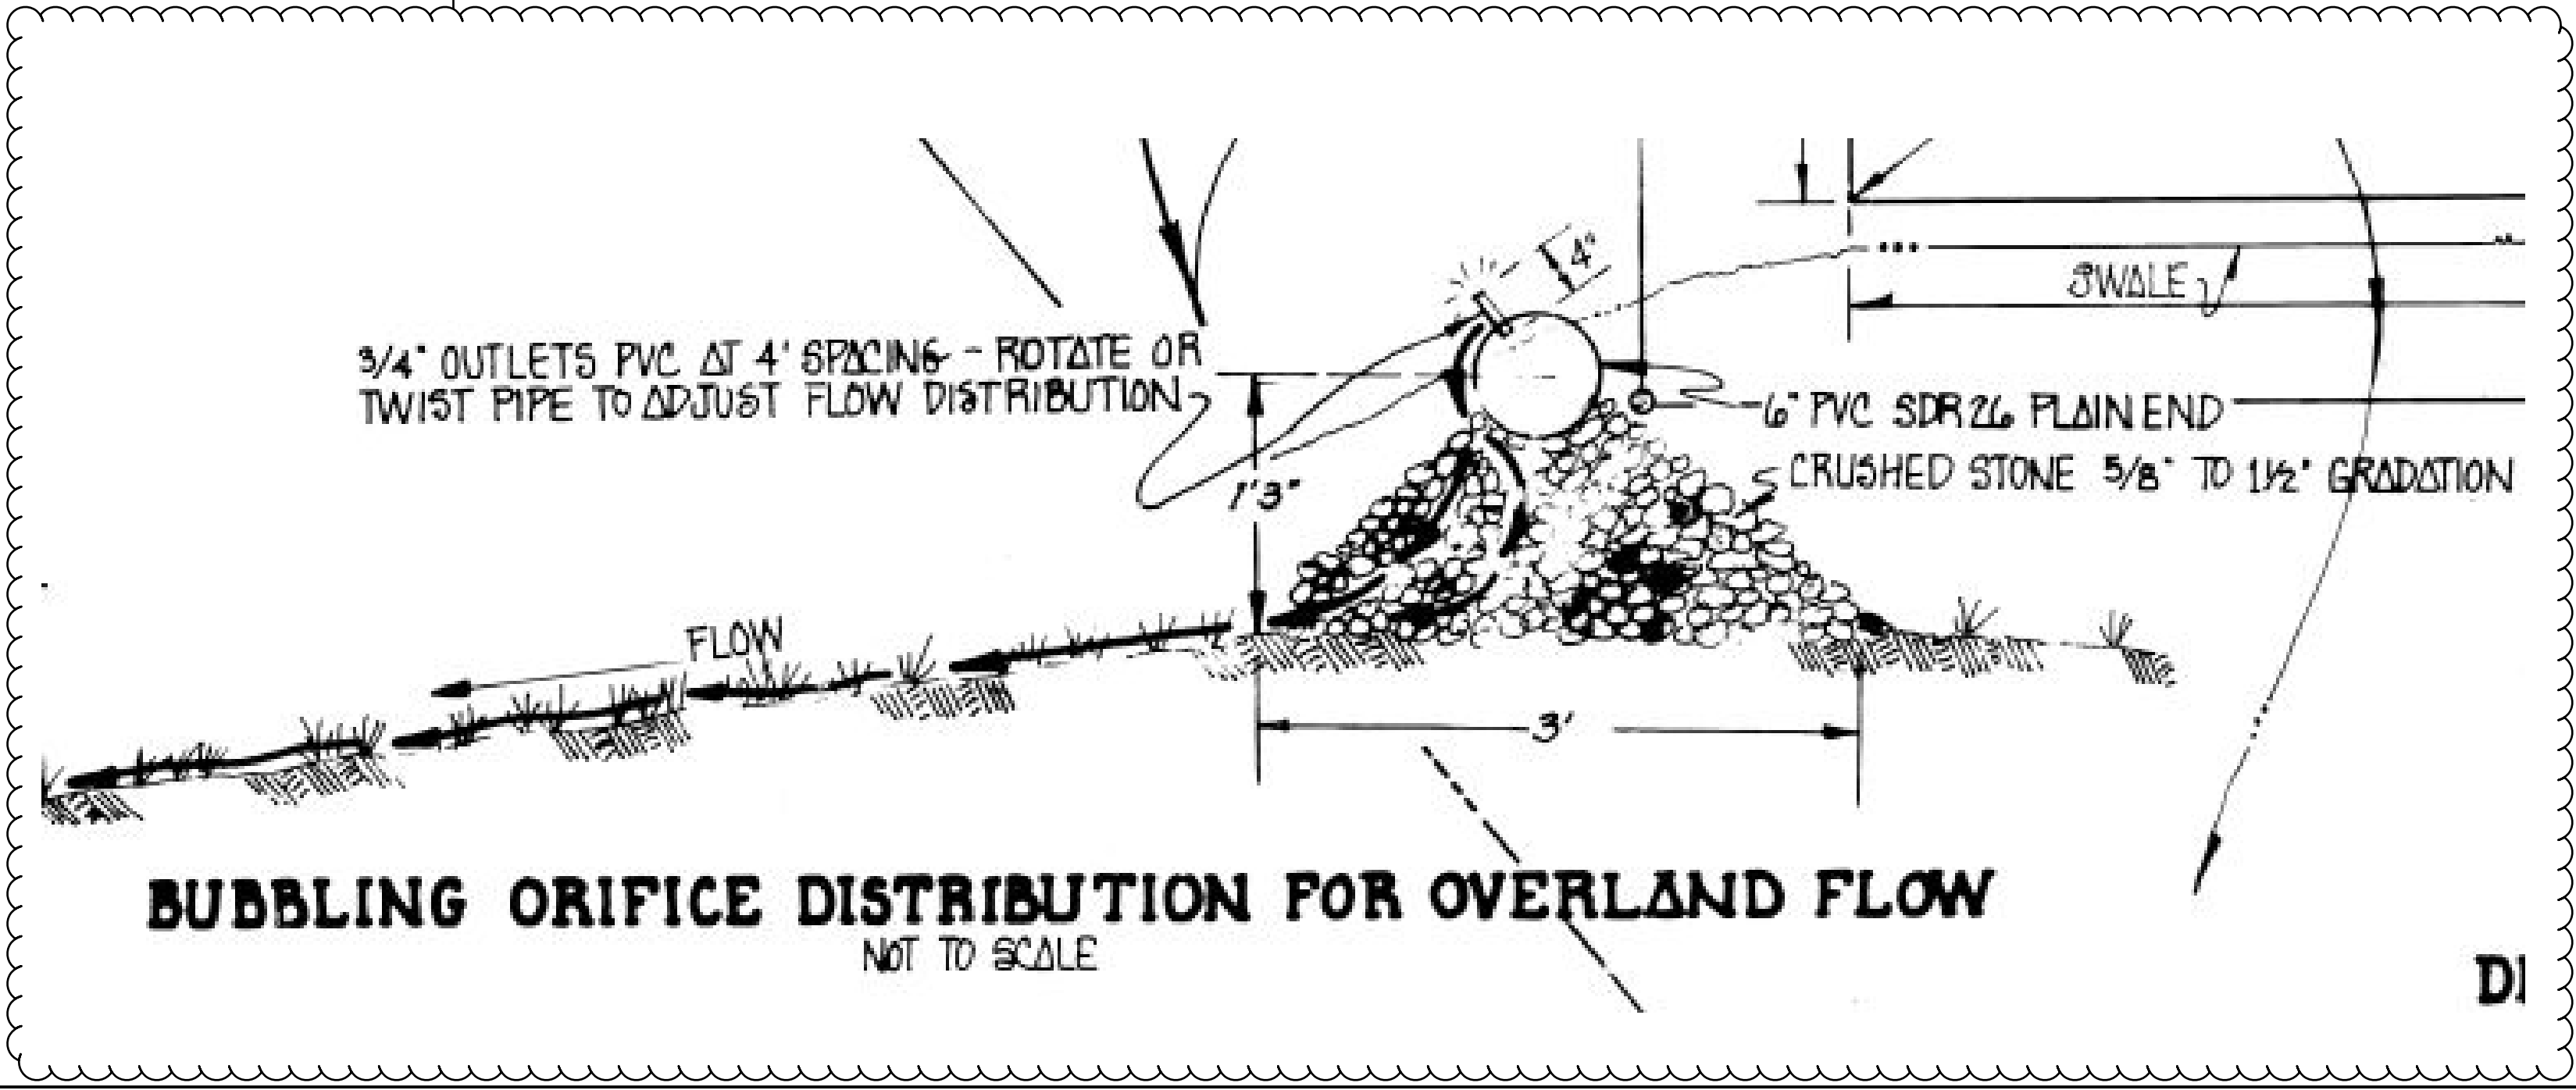 4"
SWALE
3/4" OUTLETS PVC AT 4' SPACING - ROTATE OR
TWIST PIPE TO ADJUST FLOW DISTRIBUTION
6" PVC SDR 26 PLAIN END
CRUSHED STONE 5/8" TO 1½" GRADATION
1'3"
FLOW
3'
BUBBLING ORIFICE DISTRIBUTION FOR OVERLAND FLOW
NOT TO SCALE